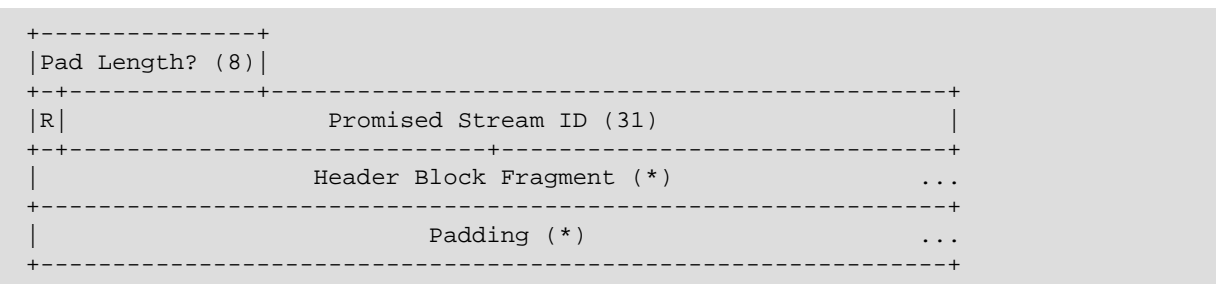 +---------------+
|Pad Length? (8)|
+-+-------------+-----------------------------------------------+
|R|                  Promised Stream ID (31)                    |
+-+-----------------------------+-------------------------------+
|                   Header Block Fragment (*)                 ...
+---------------------------------------------------------------+
|                           Padding (*)                       ...
+---------------------------------------------------------------+